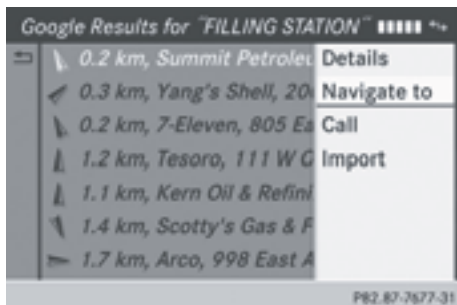 Google Results for "FILLING STATION"
0.2 km, Summit Petroleu
0.3 km, Yang's Shell, 20
0.2 km, 7-Eleven, 805 Ea
1.2 km, Tesoro, 111 W G
1.1 km, Kern Oil & Refini
1.4 km, Scotty's Gas & F
1.7 km, Arco, 998 East A
Details
Navigate to
Call
Import
P82.87-7677-31